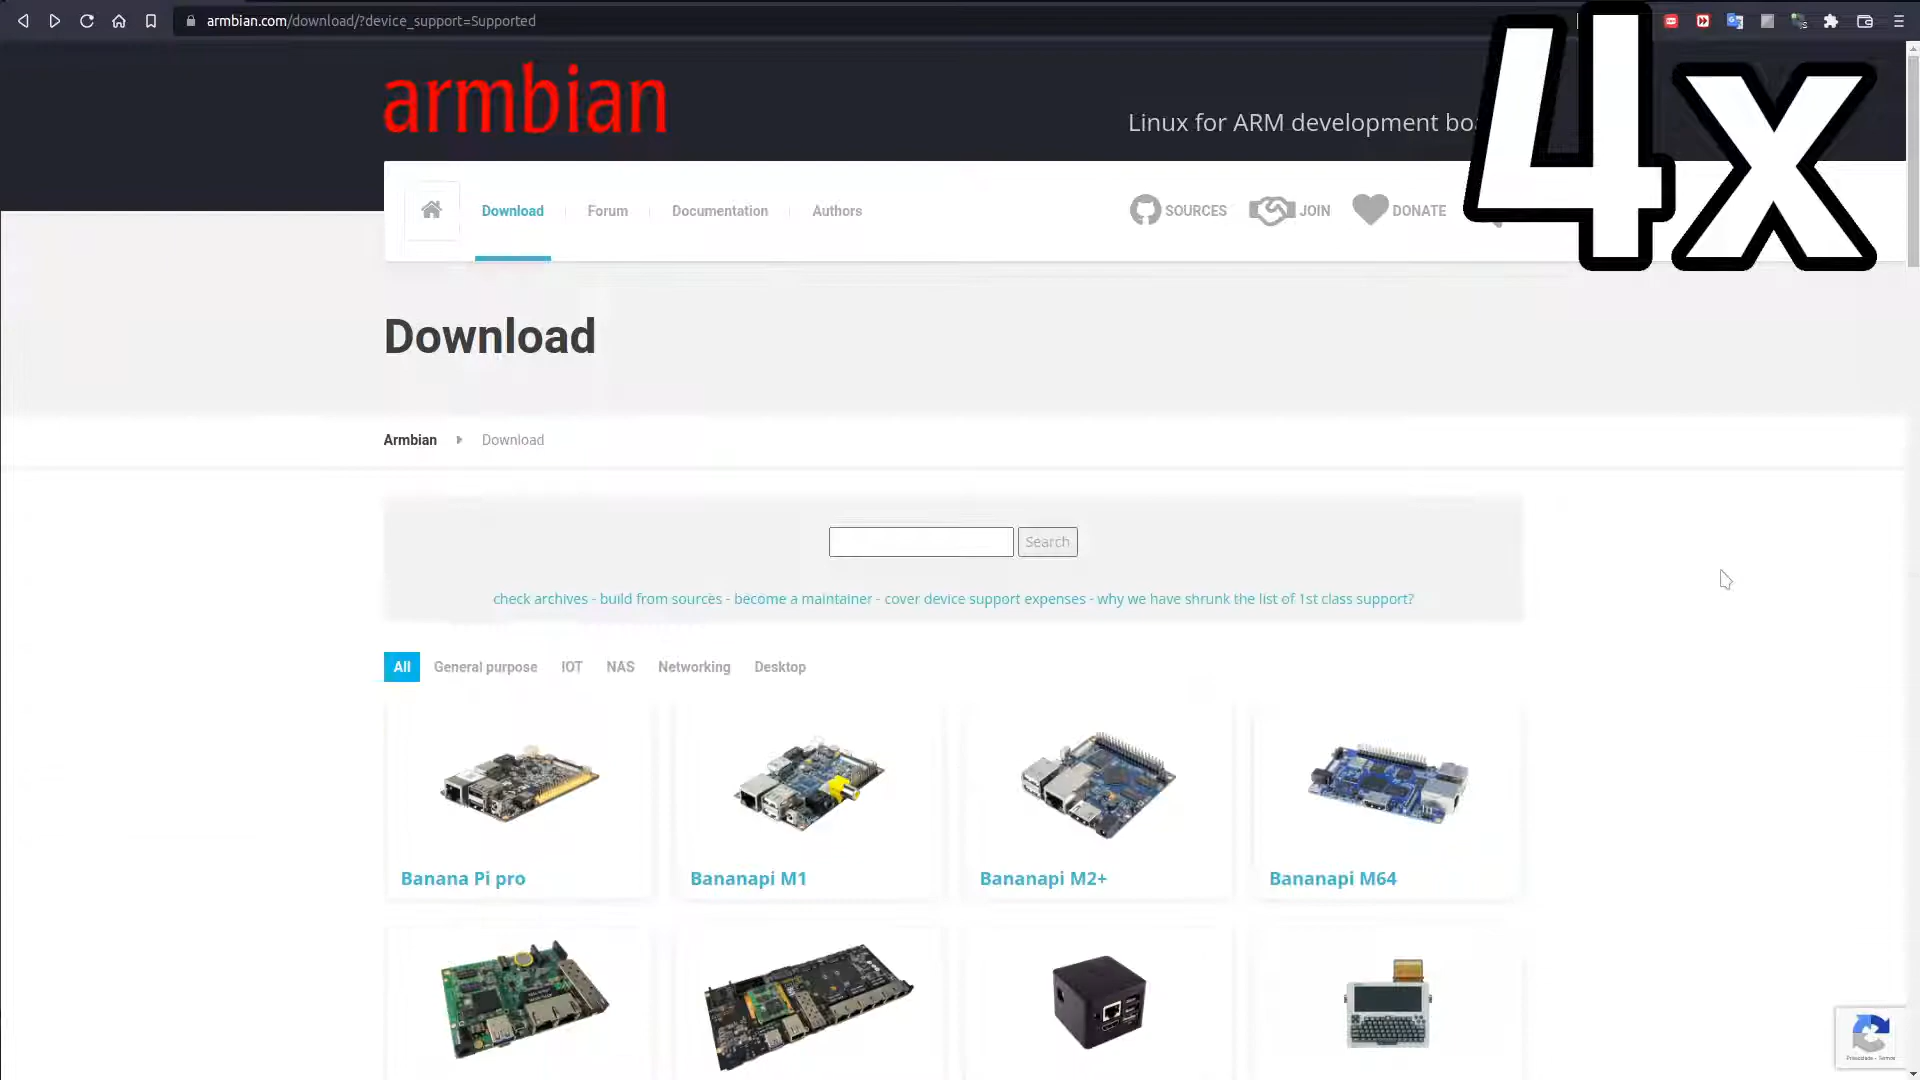 armbian.com/download/?device_support=Supported
armbian
Linux for ARM development
4x
Download
Forum
Documentation
Authors
SOURCES
JOIN
DONATE
Download
Armbian
Download
Search
check archives - build from sources - become a maintainer - cover device support expenses - why we have shrunk the list of 1st class support?
All
General purpose
IOT
NAS
Networking
Desktop
Banana Pi pro
Bananapi M1
Bananapi M2+
Bananapi M64